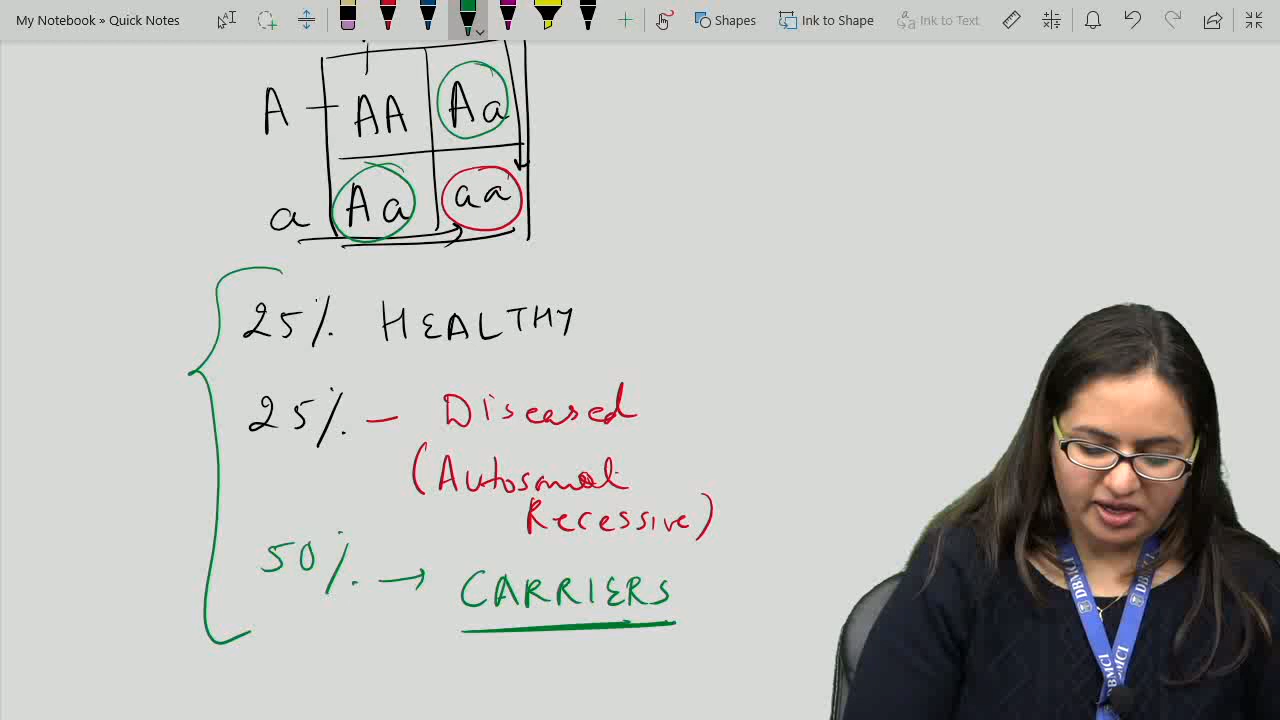 My Notebook » Quick Notes
Shapes
Ink to Shape
Ink to Text
A AA Aa
a Aa aa
25% HEALTHY
25% - Diseased
(Autosomal
Recessive)
50% → CARRIERS
DBMCI
DBMCI